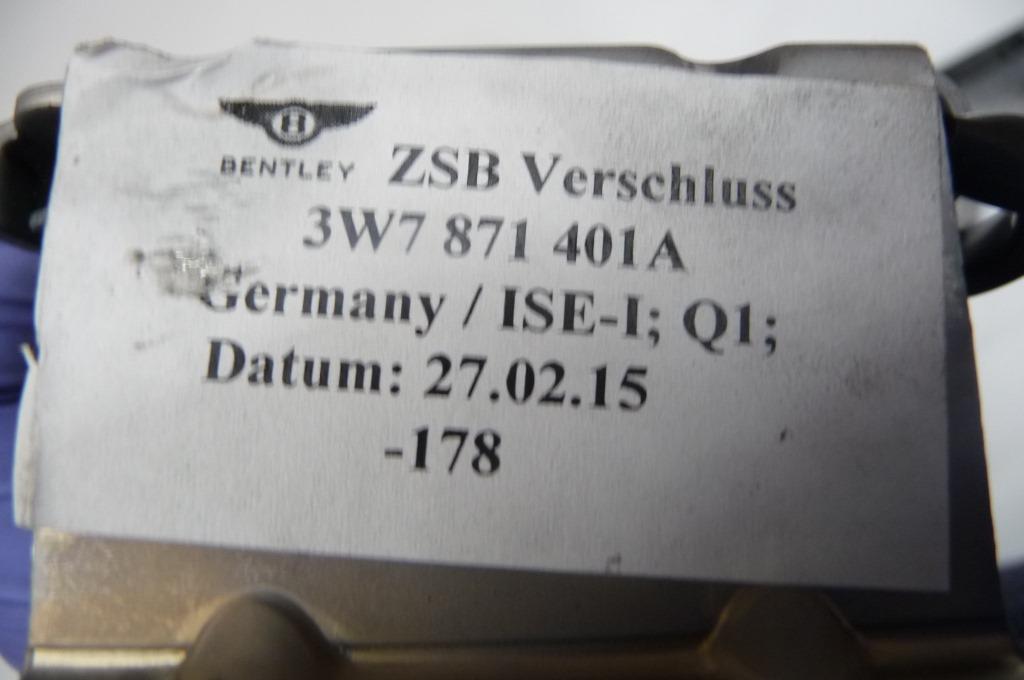 B
BENTLEY ZSB Verschluss
3W7 871 401A
Germany / ISE-I; Q1;
Datum: 27.02.15
-178